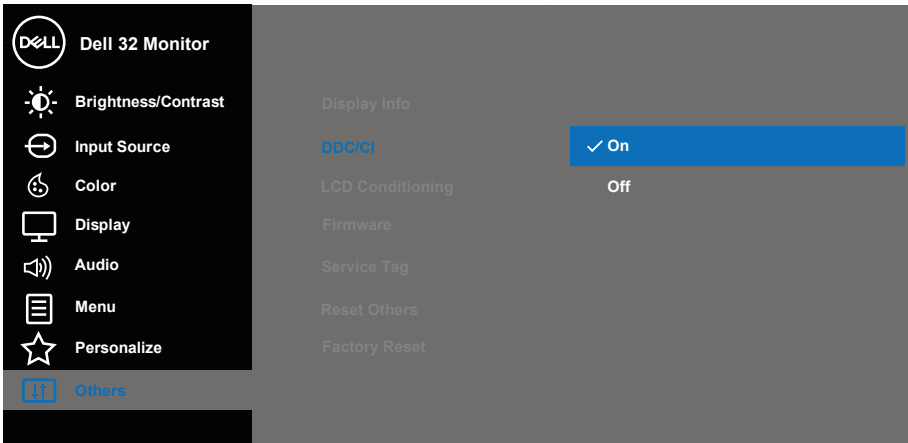 DELL
Dell 32 Monitor
Brightness/Contrast
Input Source
Color
Display
Audio
Menu
Personalize
Others
Display Info
DDC/CI
LCD Conditioning
Firmware
Service Tag
Reset Others
Factory Reset
On
Off